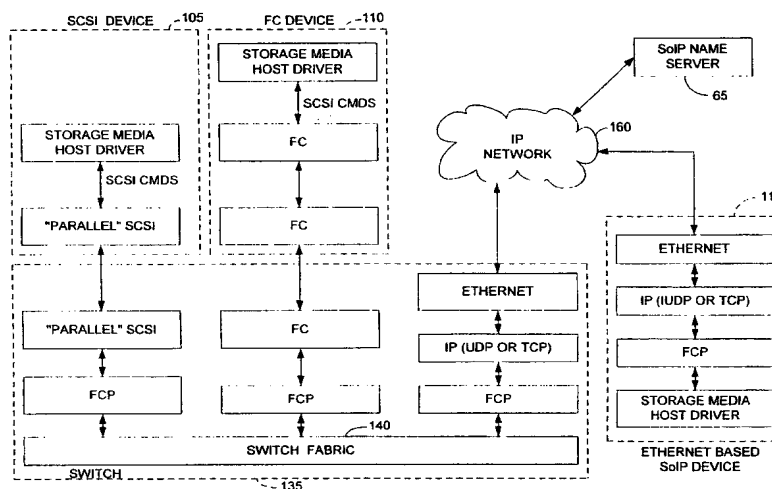 SCSI DEVICE
105
FC DEVICE
110
STORAGE MEDIA
HOST DRIVER
SCSI CMDS
FC
FC
STORAGE MEDIA
HOST DRIVER
SCSI CMDS
"PARALLEL" SCSI
SoIP NAME
SERVER
65
160
IP
NETWORK
11
ETHERNET
IP (IUDP OR TCP)
FCP
STORAGE MEDIA
HOST DRIVER
ETHERNET BASED
SoIP DEVICE
"PARALLEL" SCSI
FCP
FC
FCP
ETHERNET
IP (UDP OR TCP)
FCP
140
SWITCH FABRIC
SWITCH
135